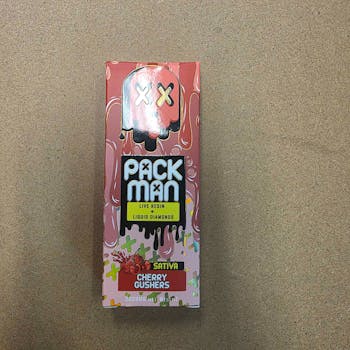 PACK
MAN
LIVE RESIN
+
LIQUID DIAMONDS
SATIVA
CHERRY
GUSHERS